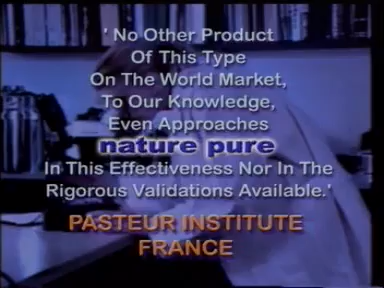 ' No Other Product
Of This Type
On The World Market,
To Our Knowledge,
Even Approaches
nature pure
In This Effectiveness Nor In The
Rigorous Validations Available.'
PASTEUR INSTITUTE
FRANCE